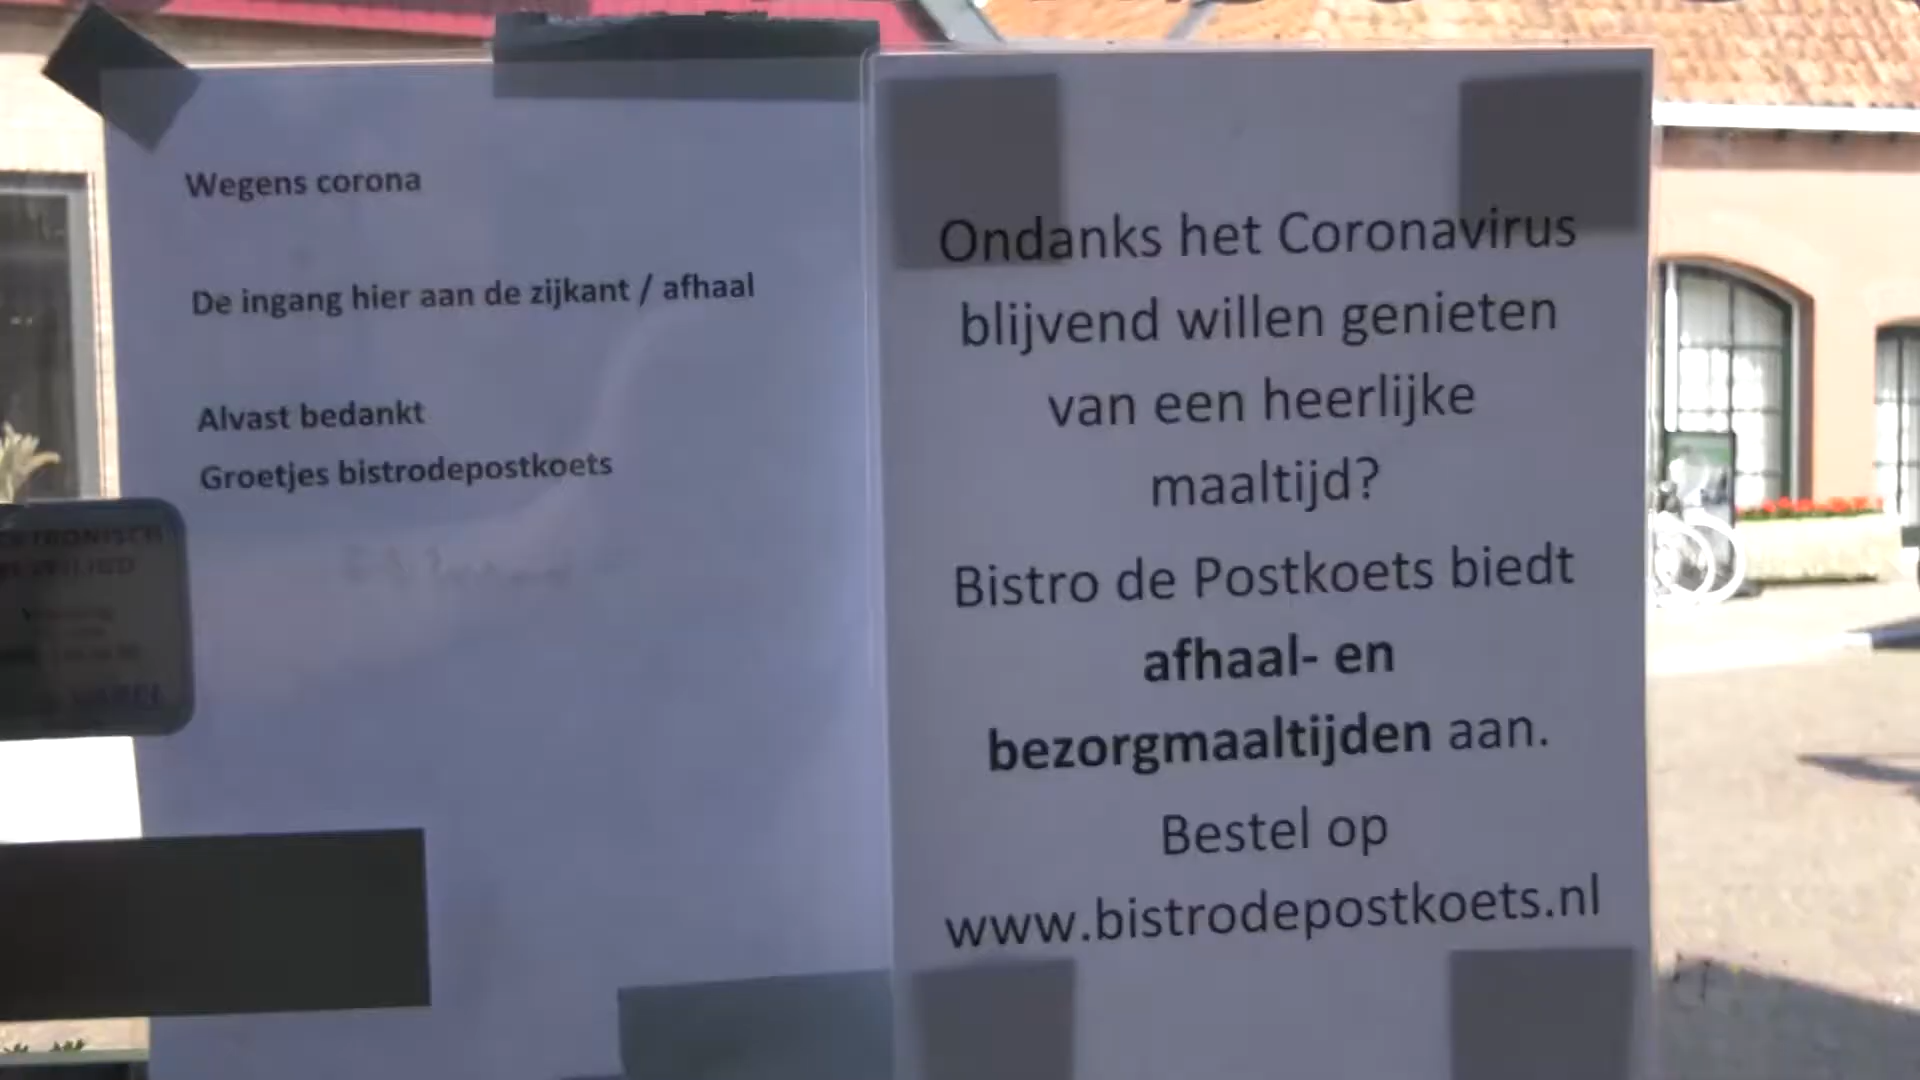 Wegens corona
De ingang hier aan de zijkant / afhaal
Alvast bedankt
Groetjes bistrodepostkoets
Ondanks het Coronavirus
blijvend willen genieten
van een heerlijke
maaltijd?
Bistro de Postkoets biedt
afhaal- en
bezorgmaaltijden aan.
Bestel op
www.bistrodepostkoets.nl